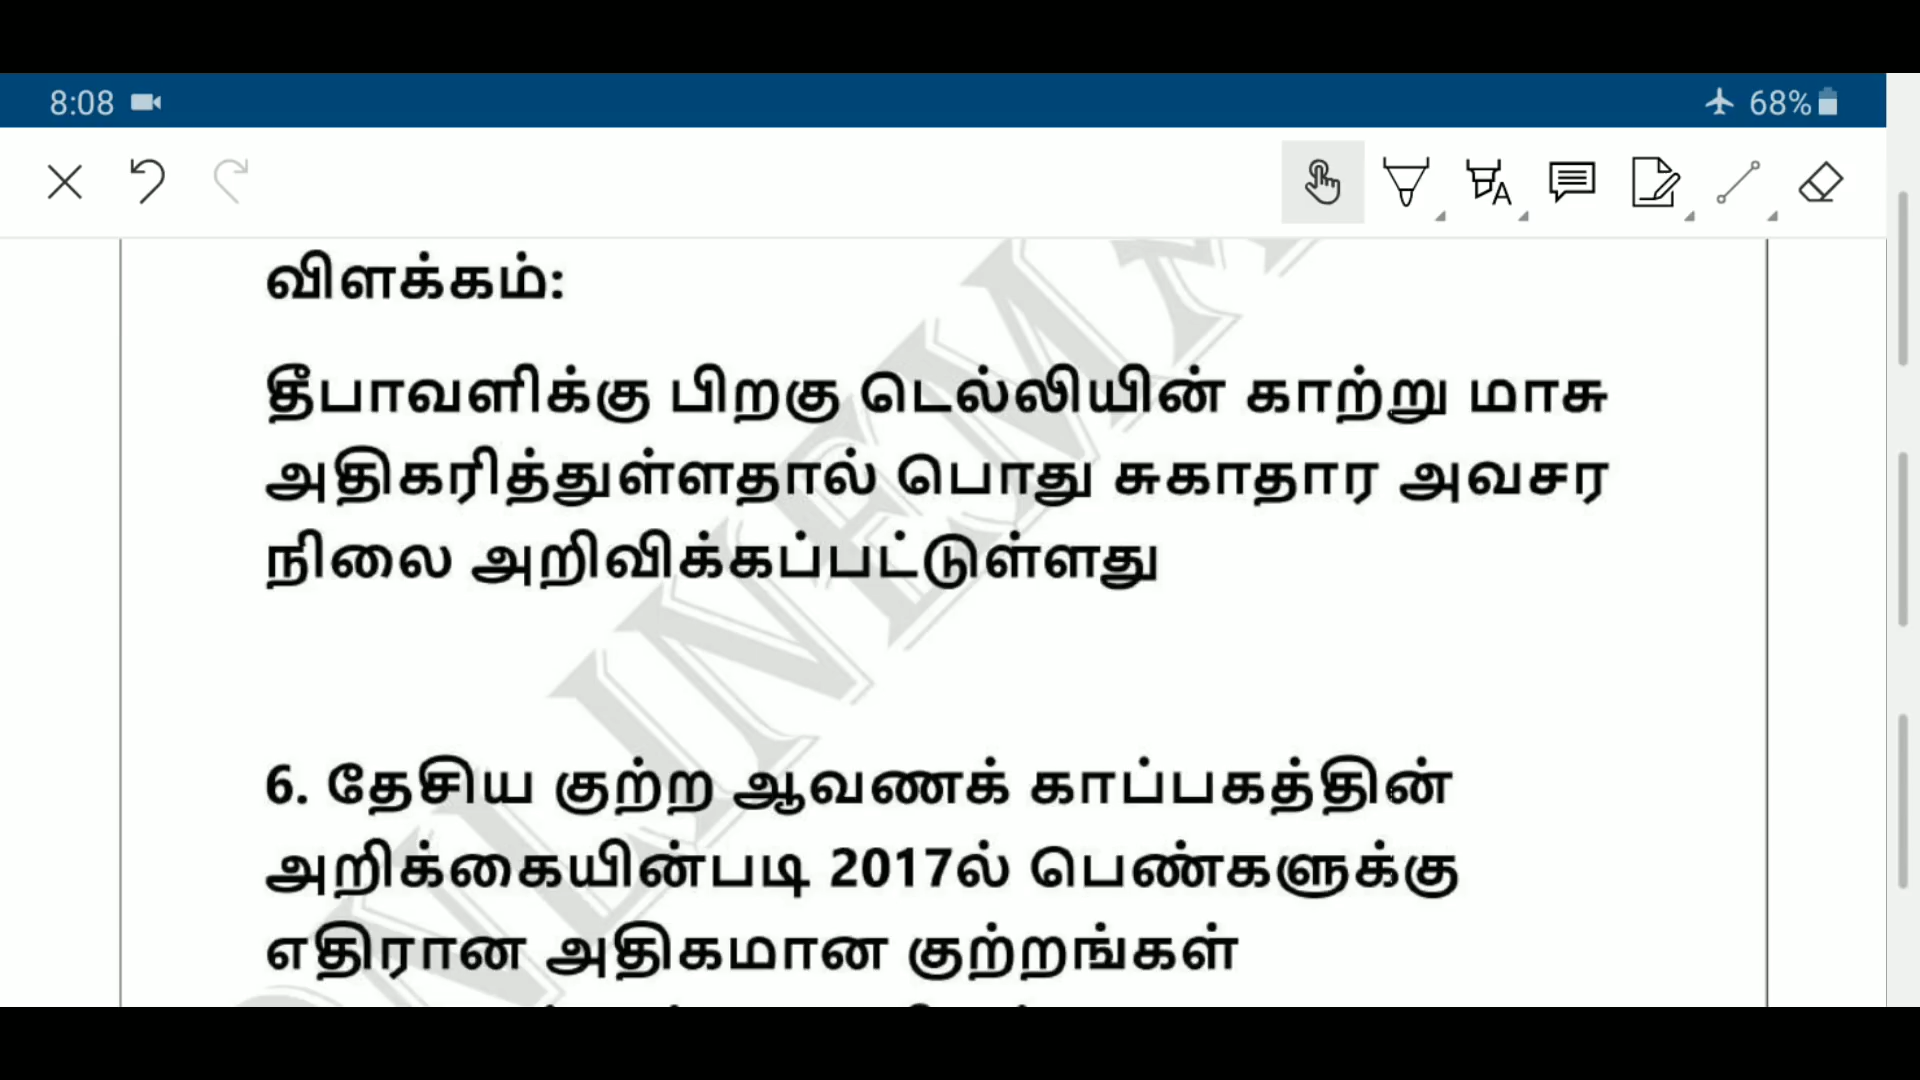 8:08
68%
விளக்கம்:
தீபாவளிக்கு பிறகு டெல்லியின் காற்று மாசு
அதிகரித்துள்ளதால் பொது சுகாதார அவசர
நிலை அறிவிக்கப்பட்டுள்ளது
6. தேசிய குற்ற ஆவணக் காப்பகத்தின்
அறிக்கையின்படி 2017ல் பெண்களுக்கு
எதிரான அதிகமான குற்றங்கள்